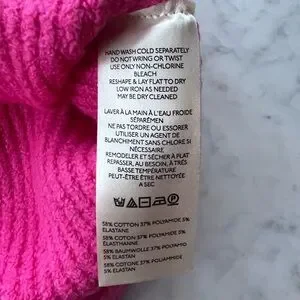 HAND WASH COLD SEPARATELY
DO NOT WRING OR TWIST
USE ONLY NON-CHLORINE
BLEACH
RESHAPE & LAY FLAT TO DRY
LOW IRON AS NEEDED
MAY BE DRY CLEANED
LAVER À LA MAIN À L'EAU FROIDE
SÉPARÉMEN
NE PAS TORDRE OU ESSORER
UTILISER UN AGENT DE
BLANCHIMENT SANS CHLORE SI
NÉCESSAIRE
REMODELER ET SÉCHER À PLAT
REPASSER, AU BESOIN, À TRÈS
BASSE TEMPÉRATURE
PEUT-ÊTRE ÊTRE NETTOYÉE
A SEC
58% COTTON 37% POLYAMIDE 5%
ELASTANE
58% COTON 37% POLYAMIDE 5%
ÉLASTHANNE
58% BAUMWOLLE 37% POLYAMID
5% ELASTAN
58% COTONE 37% POLIAMMIDE
5% ELASTAN